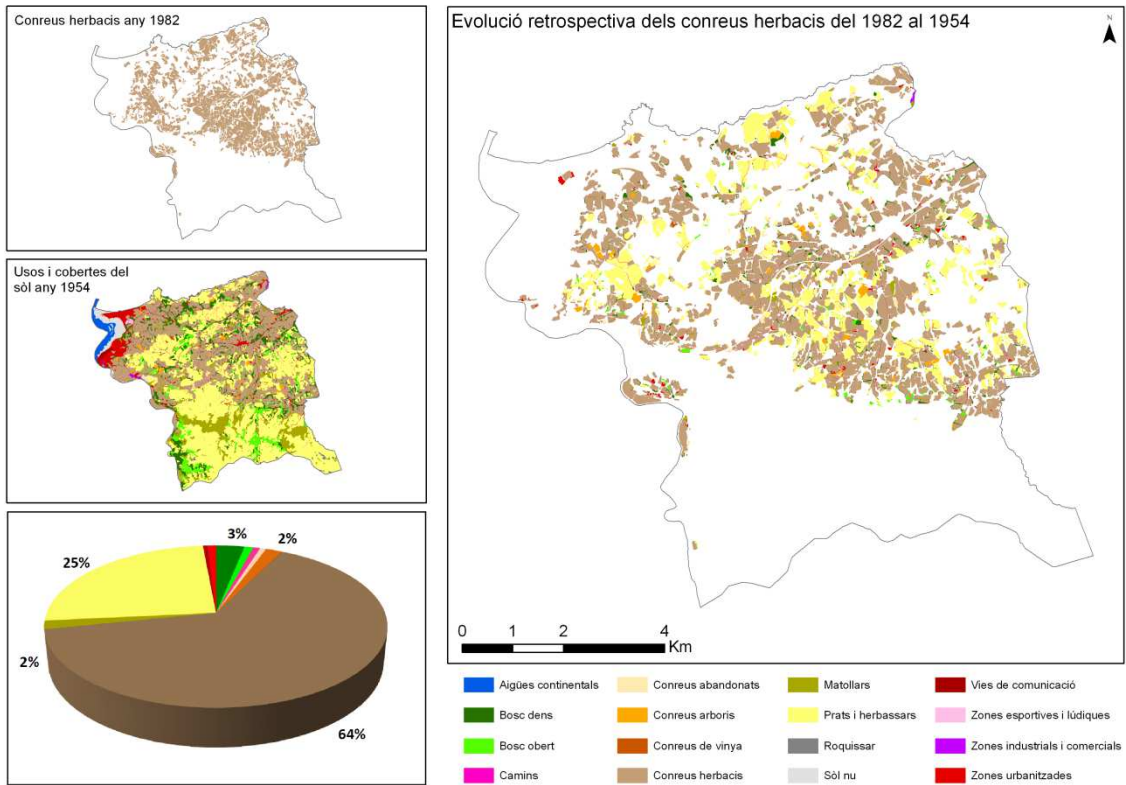 Conreus herbacis any 1982
Evolució retrospectiva dels conreus herbacis del 1982 al 1954
N
Usos i cobertes del
sòl any 1954
3%
2%
25%
2%
64%
0 1 2 4
Km
Aigües continentals
Bosc dens
Bosc obert
Camins
Conreus abandonats
Conreus arboris
Conreus de vinya
Conreus herbacis
Matollars
Prats i herbassars
Roquissar
Sòl nu
Vies de comunicació
Zones esportives i lúdiques
Zones industrials i comercials
Zones urbanitzades